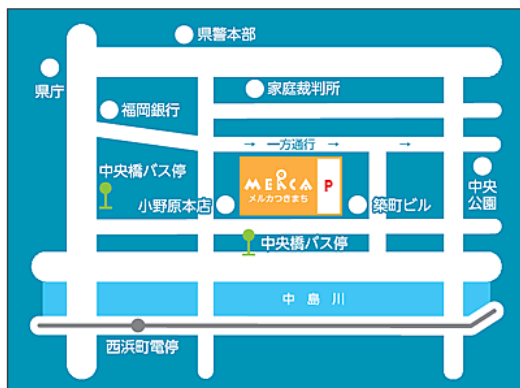 県警本部
県庁
家庭裁判所
福岡銀行
→ 一方通行 → →
中央橋バス停
MERCA
メルカつきまち
P
小野原本店
築町ビル
中央
公園
中央橋バス停
中島川
西浜町電停